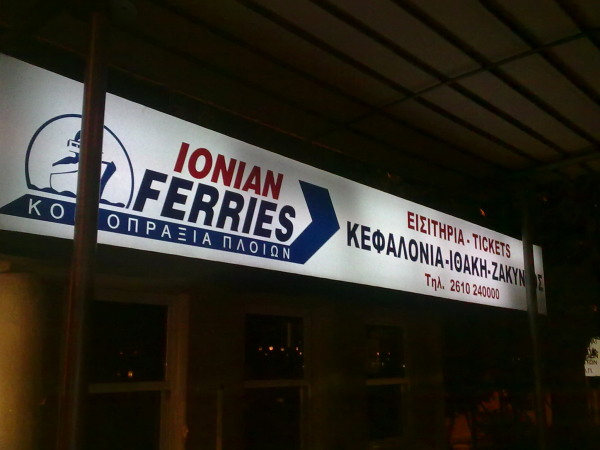 IONIAN
FERRIES
ΠΛΟΙΩΝ
ΕΙΣΙΤΗΡΙΑ - TICKETS
ΚΕΦΑΛΟΝΙΑ-ΙΘΑΚΗ-
Τηλ. 2610 240000